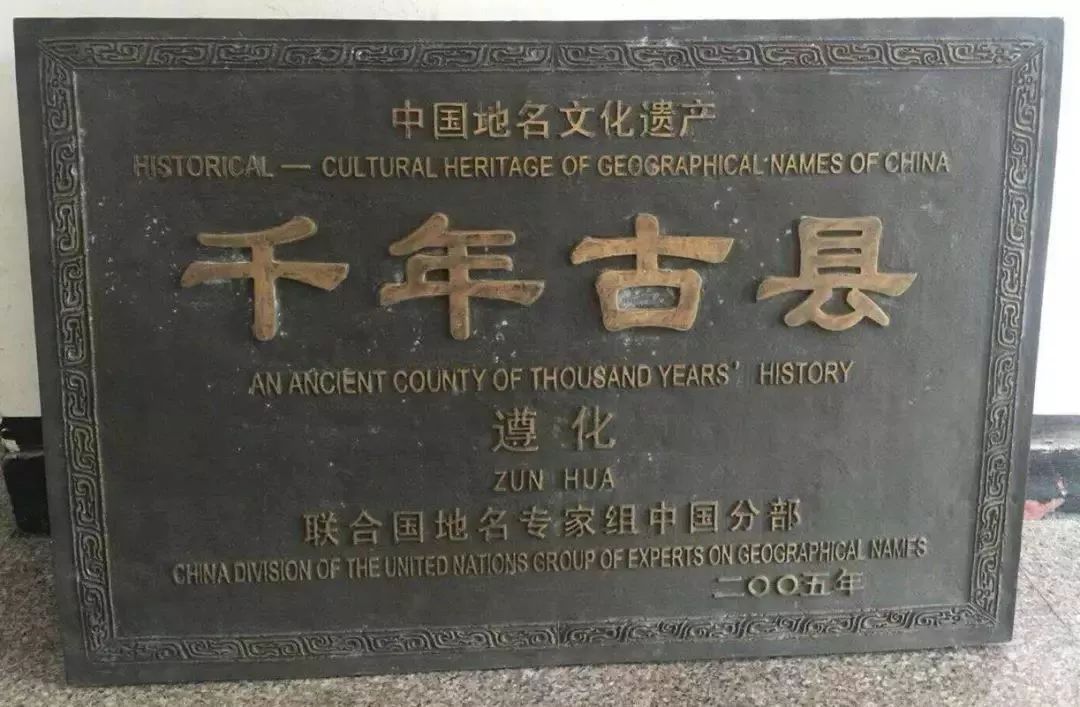 中国地名文化遗产
HISTORICAL — CULTURAL HERITAGE OF GEOGRAPHICAL NAMES OF CHINA
千年古县
AN ANCIENT COUNTY OF THOUSAND YEARS' HISTORY
遵化
ZUN HUA
联合国地名专家组中国分部
CHINA DIVISION OF THE UNITED NATIONS GROUP OF EXPERTS ON GEOGRAPHICAL NAMES
二〇〇五年